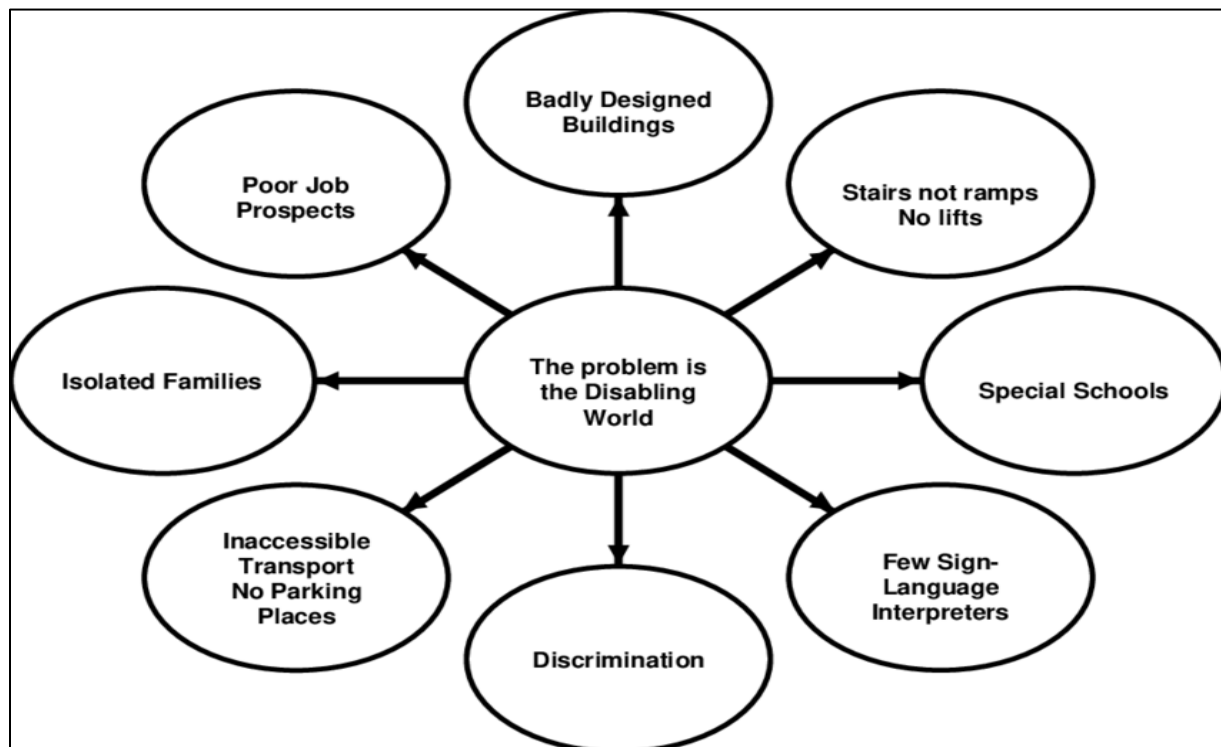 Badly Designed
Buildings
Stairs not ramps
No lifts
Special Schools
Few Sign-
Language
Interpreters
Discrimination
Inaccessible
Transport
No Parking
Places
Isolated Families
Poor Job
Prospects
The problem is
the Disabling
World